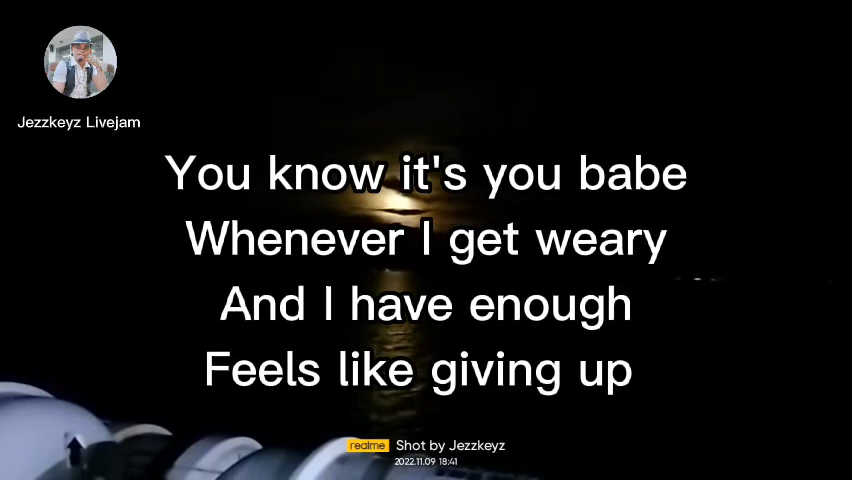 Jezzkeyz Livejam
You know it's you babe
Whenever I get weary
And I have enough
Feels like giving up
realme Shot by Jezzkeyz
2022.11.09 18:41